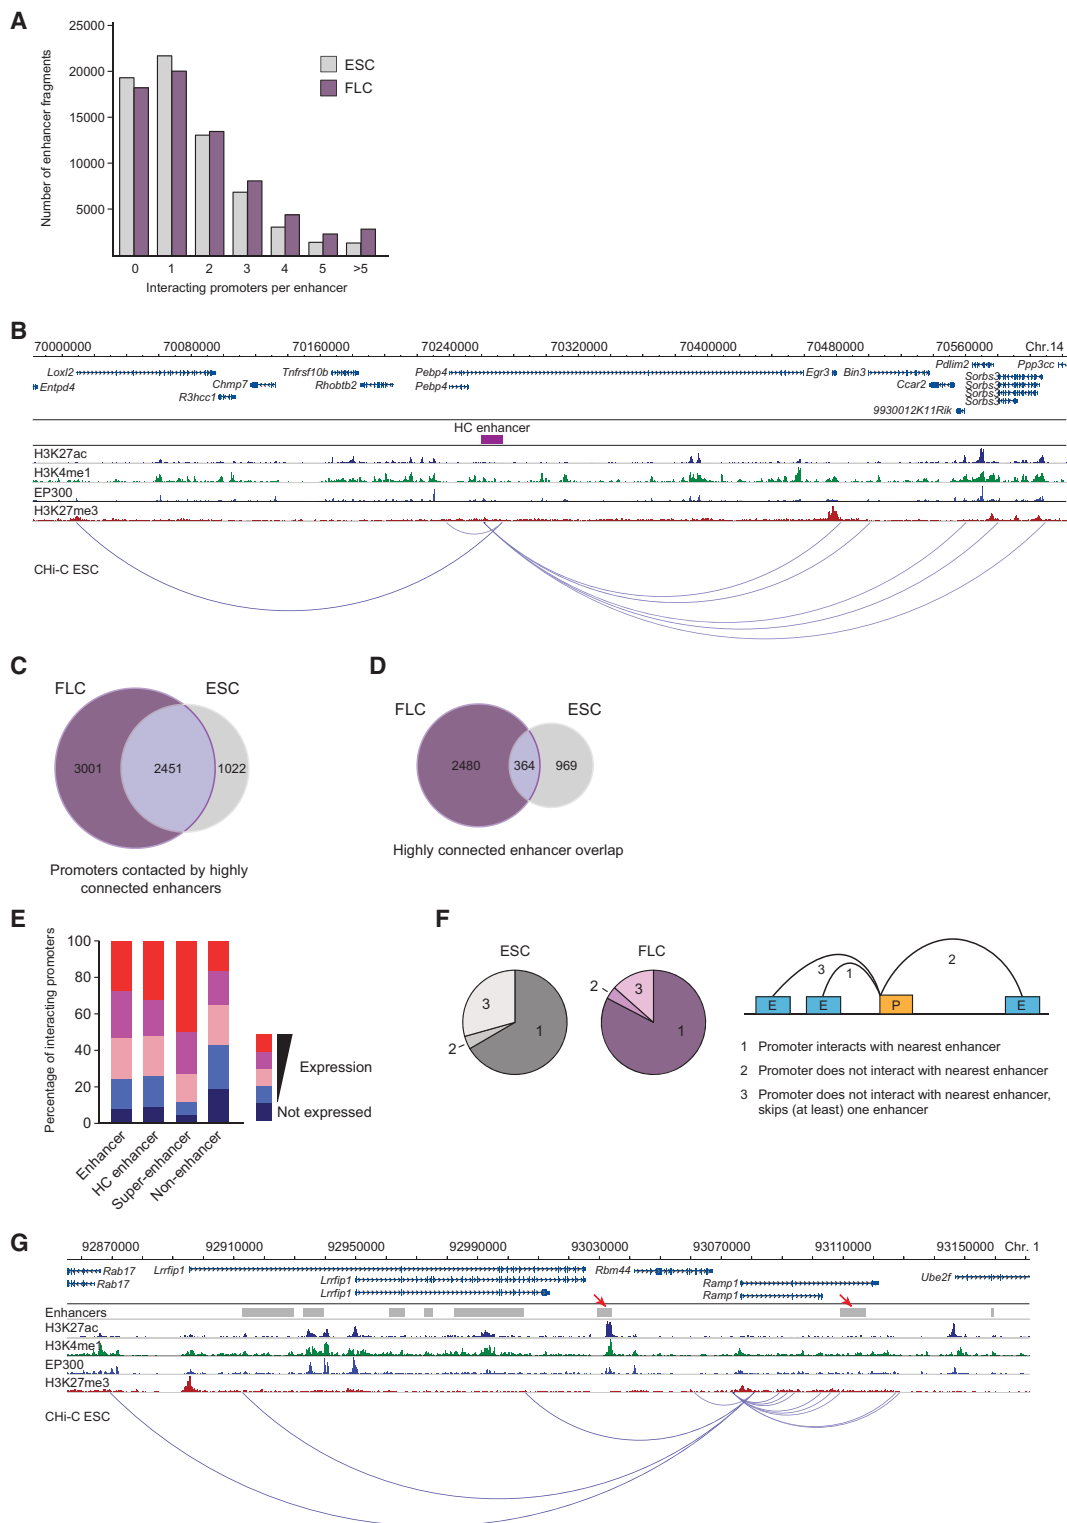 A
Number of enhancer fragments
25000
20000
15000
10000
5000
ESC
FLC
0 1 2 3 4 5 >5
Interacting promoters per enhancer
B
70000000 70080000 70160000 70240000 70320000 70400000 70480000 70560000 Chr.14
Loxl2 Tnfrsf10b Pebp4 Egr3 Bin3 Pdlim2 Ppp3cc
Entpd4 Chmp7 Rhobtb2 Pebp4 Ccar2 Sorbs3
R3hcc1 Sorbs3
Sorbs3
9930012K11Rik
HC enhancer
H3K27ac
H3K4me1
EP300
H3K27me3
CHi-C ESC
C
FLC ESC
3001 2451 1022
Promoters contacted by highly
connected enhancers
D
FLC ESC
2480 364 969
Highly connected enhancer overlap
E
Percentage of interacting promoters
100
80
60
40
20
0
Enhancer
HC enhancer
Super-enhancer
Non-enhancer
Expression
Not expressed
F
ESC FLC
3 1 2
2 3 1
3 1 2
E E P E
1 Promoter interacts with nearest enhancer
2 Promoter does not interact with nearest enhancer
3 Promoter does not interact with nearest enhancer,
skips (at least) one enhancer
G
92870000 92910000 92950000 92990000 93030000 93070000 93110000 93150000 Chr. 1
Rab17 Lrrfip1 Rbm44 Ube2f
Rab17 Lrrfip1 Ramp1
Lrrfip1 Ramp1
Enhancers
H3K27ac
H3K4me1
EP300
H3K27me3
CHi-C ESC